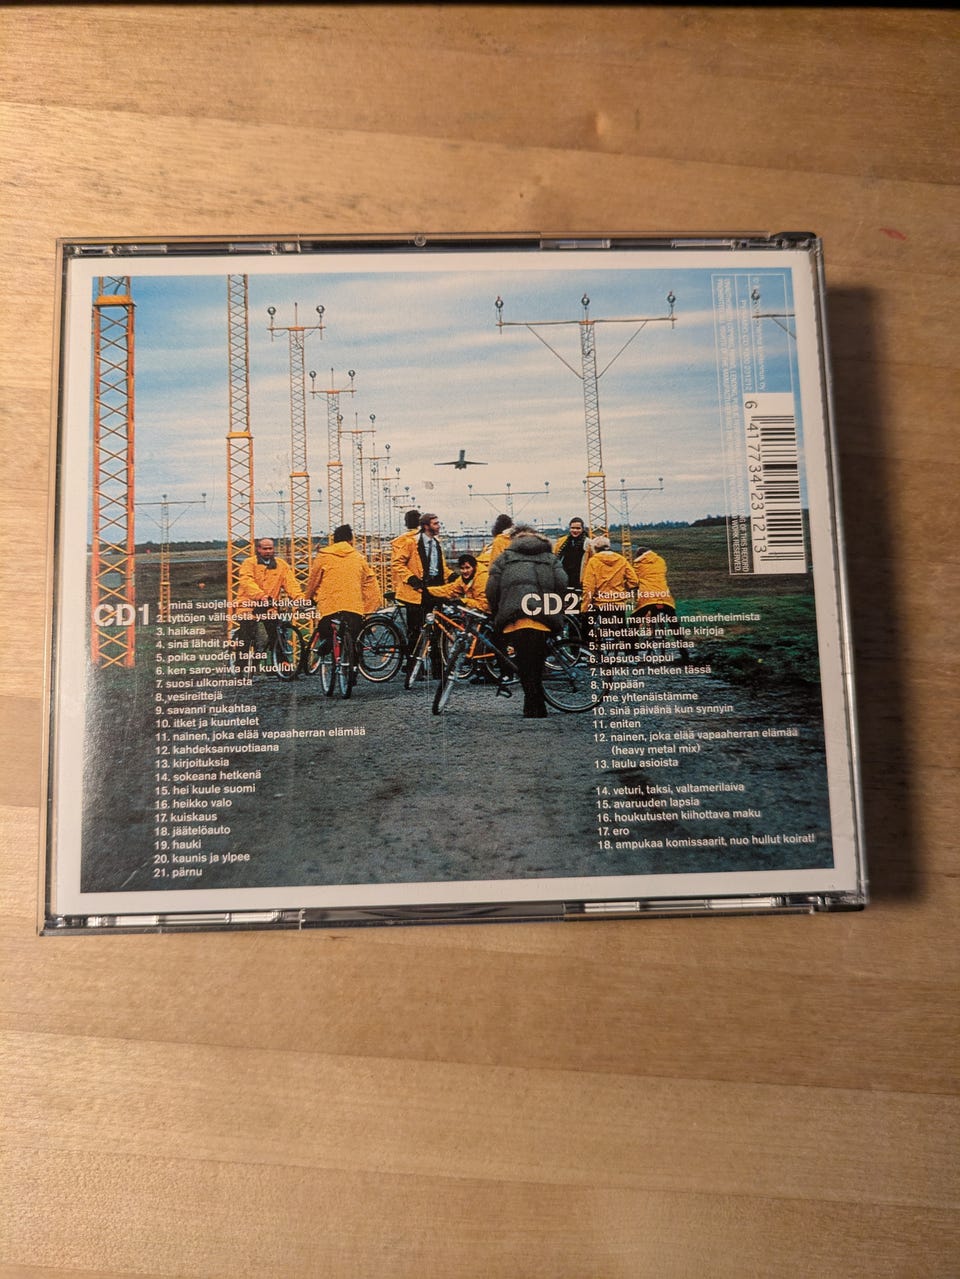 CD1
1. minä suojelen sinua kaikelta
2. tyttöjen välisestä ystävyydestä
3. haikara
4. sinä lähdit pois
5. poika vuoden takaa
6. ken saro-wiwa on kuollut
7. suosi ulkomaista
8. vesireittejä
9. savanni nukahtaa
10. itket ja kuuntelet
11. nainen, joka elää vapaaherran elämää
12. kahdeksanvuotiaana
13. kirjoituksia
14. sokeana hetkenä
15. hei kuule suomi
16. heikko valo
17. kuiskaus
18. jäätelöauto
19. hauki
20. kaunis ja ylpee
21. pärnu
CD2
1. kalpeat kasvot
2. villiviini
3. laulu marsalkka mannerheimista
4. lähettäkää minulle kirjoja
5. siirrän sokeriastiaa
6. lapsuus loppui
7. kaikki on hetken tässä
8. hyppään
9. me yhtenäistämme
10. sinä päivänä kun synnyin
11. eniten
12. nainen, joka elää vapaaherran elämää
(heavy metal mix)
13. laulu asioista
14. veturi, taksi, valtamerilaiva
15. avaruuden lapsia
16. houkutusten kiihottava maku
17. ero
18. ampukaa komissaarit, nuo hullut koirat!
6 417734 231213
OF THIS RECORD
WORK RESERVED.